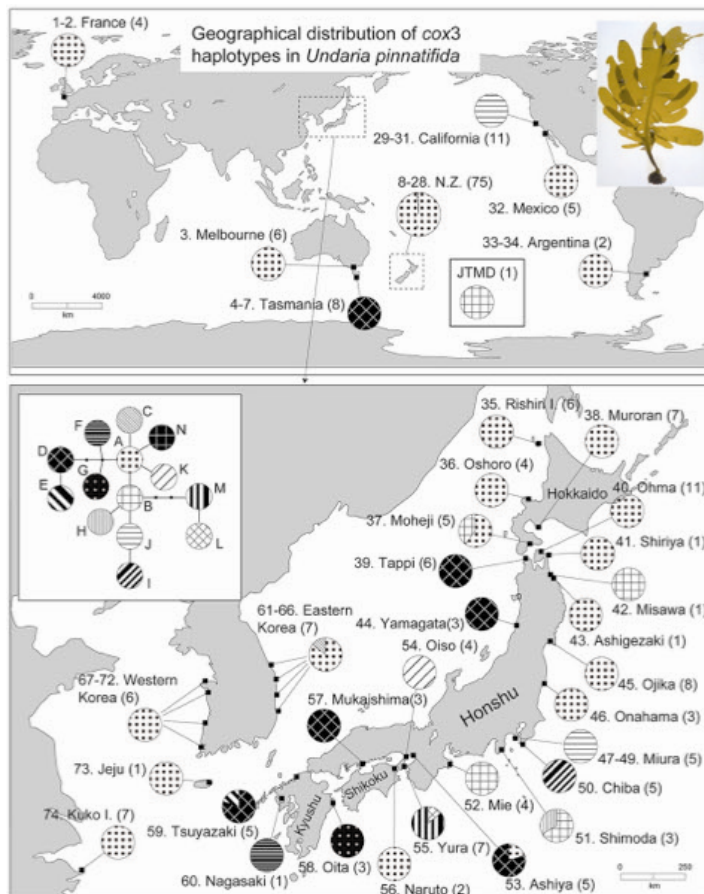 1-2. France (4)
Geographical distribution of cox3
haplotypes in Undaria pinnatifida
29-31. California (11)
8-28. N.Z. (75)
32. Mexico (5)
3. Melbourne (6)
33-34. Argentina (2)
JTMD (1)
4-7. Tasmania (8)
0 4000
km
C
F
A
N
D
G
K
E
M
B
H
L
J
I
35. Rishiri I. (6)
38. Muroran (7)
36. Oshoro (4)
Hokkaido
40. Ohma (11)
37. Moheji (5)
41. Shiriya (1)
39. Tappi (6)
42. Misawa (1)
61-66. Eastern
Korea (7)
44. Yamagata(3)
43. Ashigezaki (1)
54. Oiso (4)
67-72. Western
Korea (6)
45. Ojika (8)
Honshu
57. Mukaishima(3)
46. Onahama (3)
47-49. Miura (5)
73. Jeju (1)
50. Chiba (5)
Shikoku
52. Mie (4)
74. Kuko I. (7)
Kyushu
59. Tsuyazaki (5)
51. Shimoda (3)
55. Yura (7)
58. Oita (3)
60. Nagasaki (1)
56. Naruto (2)
53. Ashiya (5)
0 250
km